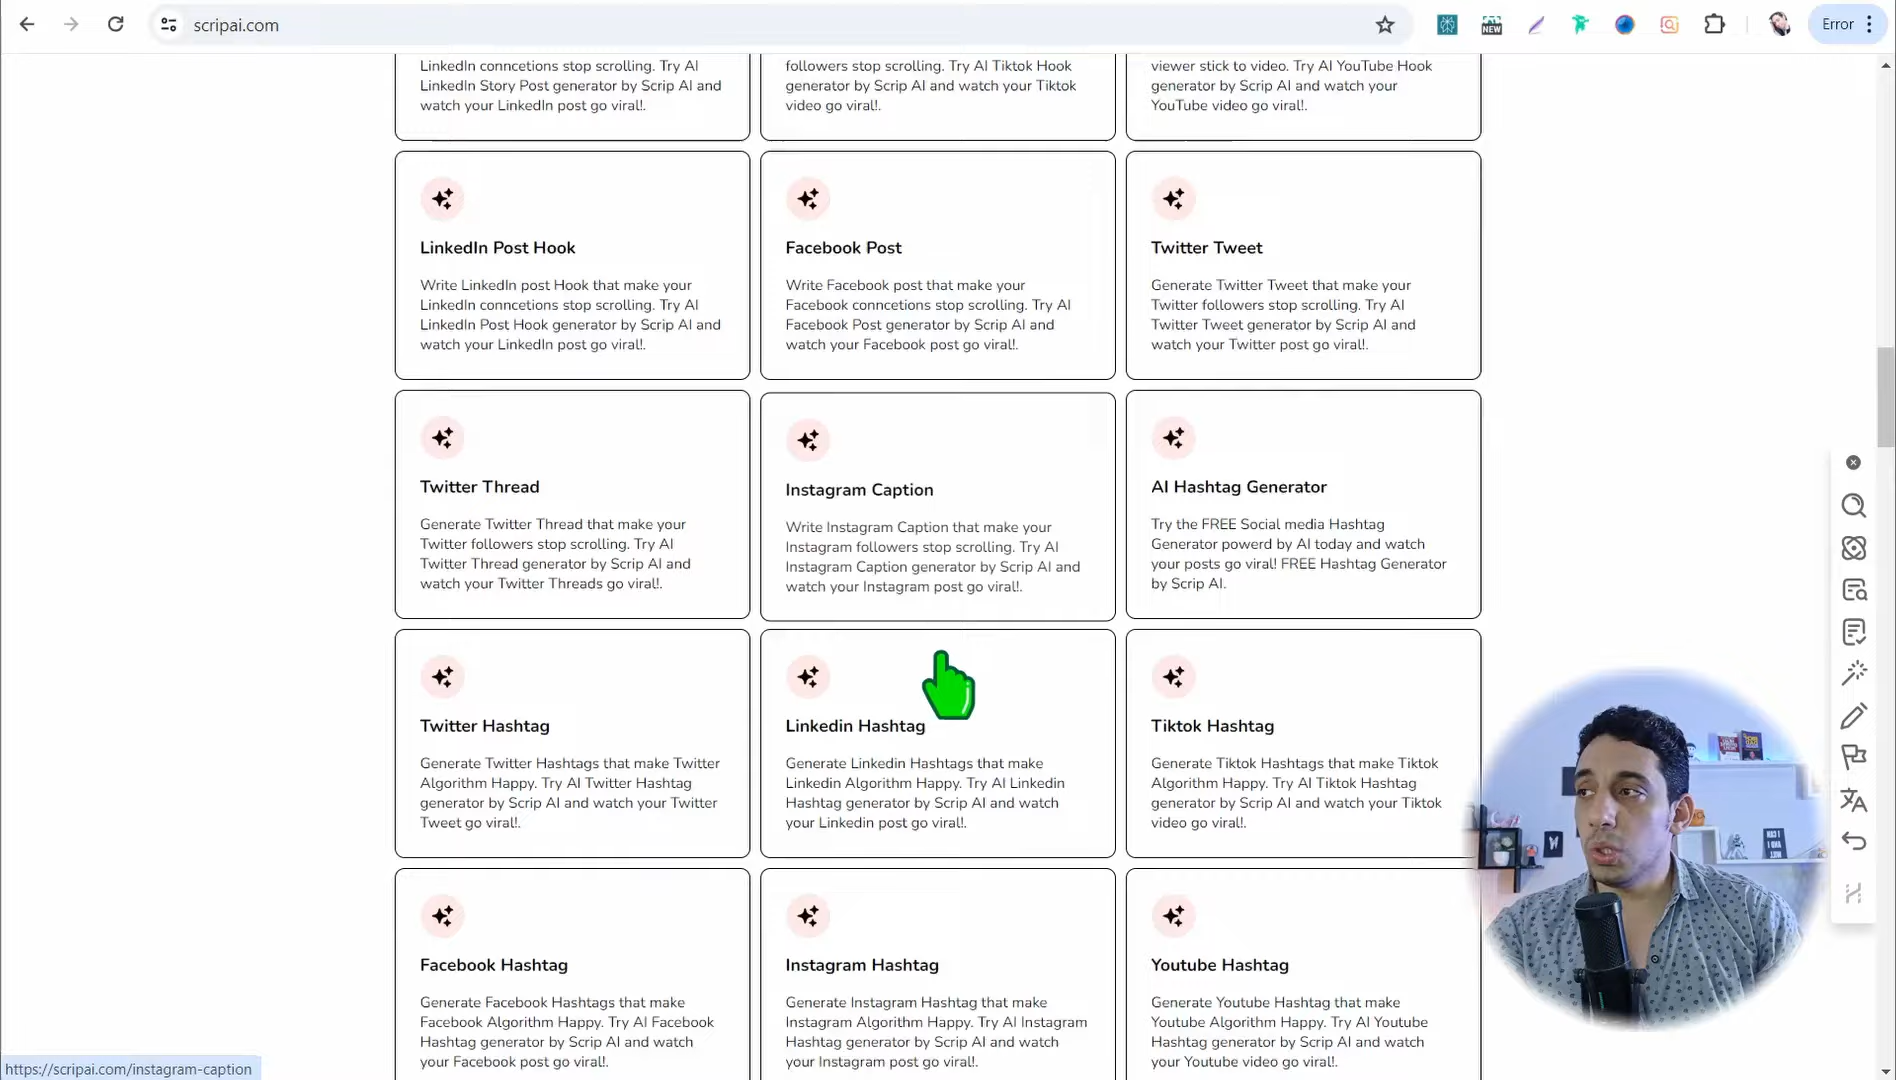 scripai.com
NEW
Error
LinkedIn conncetions stop scrolling. Try AI
LinkedIn Story Post generator by Scrip AI and
watch your LinkedIn post go viral!.
followers stop scrolling. Try AI Tiktok Hook
generator by Scrip AI and watch your Tiktok
video go viral!.
viewer stick to video. Try AI YouTube Hook
generator by Scrip AI and watch your
YouTube video go viral!.
LinkedIn Post Hook
Write LinkedIn post Hook that make your
LinkedIn conncetions stop scrolling. Try AI
LinkedIn Post Hook generator by Scrip AI and
watch your LinkedIn post go viral!.
Facebook Post
Write Facebook post that make your
Facebook conncetions stop scrolling. Try AI
Facebook Post generator by Scrip AI and
watch your Facebook post go viral!.
Twitter Tweet
Generate Twitter Tweet that make your
Twitter followers stop scrolling. Try AI
Twitter Tweet generator by Scrip AI and
watch your Twitter post go viral!.
Twitter Thread
Generate Twitter Thread that make your
Twitter followers stop scrolling. Try AI
Twitter Thread generator by Scrip AI and
watch your Twitter Threads go viral!.
Instagram Caption
Write Instagram Caption that make your
Instagram followers stop scrolling. Try AI
Instagram Caption generator by Scrip AI and
watch your Instagram post go viral!.
AI Hashtag Generator
Try the FREE Social media Hashtag
Generator powerd by AI today and watch
your posts go viral! FREE Hashtag Generator
by Scrip AI.
Twitter Hashtag
Generate Twitter Hashtags that make Twitter
Algorithm Happy. Try AI Twitter Hashtag
generator by Scrip AI and watch your Twitter
Tweet go viral!.
Linkedin Hashtag
Generate Linkedin Hashtags that make
Linkedin Algorithm Happy. Try AI Linkedin
Hashtag generator by Scrip AI and watch
your Linkedin post go viral!.
Tiktok Hashtag
Generate Tiktok Hashtags that make Tiktok
Algorithm Happy. Try AI Tiktok Hashtag
generator by Scrip AI and watch your Tiktok
video go viral!.
Facebook Hashtag
Generate Facebook Hashtags that make
Facebook Algorithm Happy. Try AI Facebook
Hashtag generator by Scrip AI and watch
your Facebook post go viral!.
Instagram Hashtag
Generate Instagram Hashtag that make
Instagram Algorithm Happy. Try AI Instagram
Hashtag generator by Scrip AI and watch
your Instagram post go viral!.
Youtube Hashtag
Generate Youtube Hashtag that make
Youtube Algorithm Happy. Try AI Youtube
Hashtag generator by Scrip AI and watch
your Youtube video go viral!.
https://scripai.com/instagram-caption